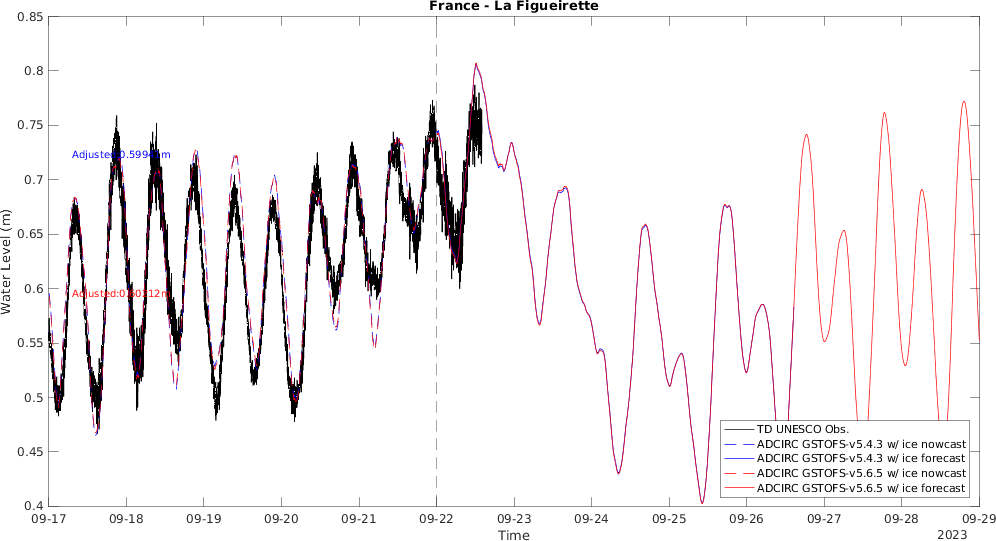 France - La Figueirette
0.85
0.8
0.75
0.7
0.65
0.6
0.55
0.5
0.45
0.4
Water Level (m)
09-17 09-18 09-19 09-20 09-21 09-22 09-23 09-24 09-25 09-26 09-27 09-28 09-29
Time
2023
TD UNESCO Obs.
ADCIRC GSTOFS-v5.4.3 w/ ice nowcast
ADCIRC GSTOFS-v5.4.3 w/ ice forecast
ADCIRC GSTOFS-v5.6.5 w/ ice nowcast
ADCIRC GSTOFS-v5.6.5 w/ ice forecast